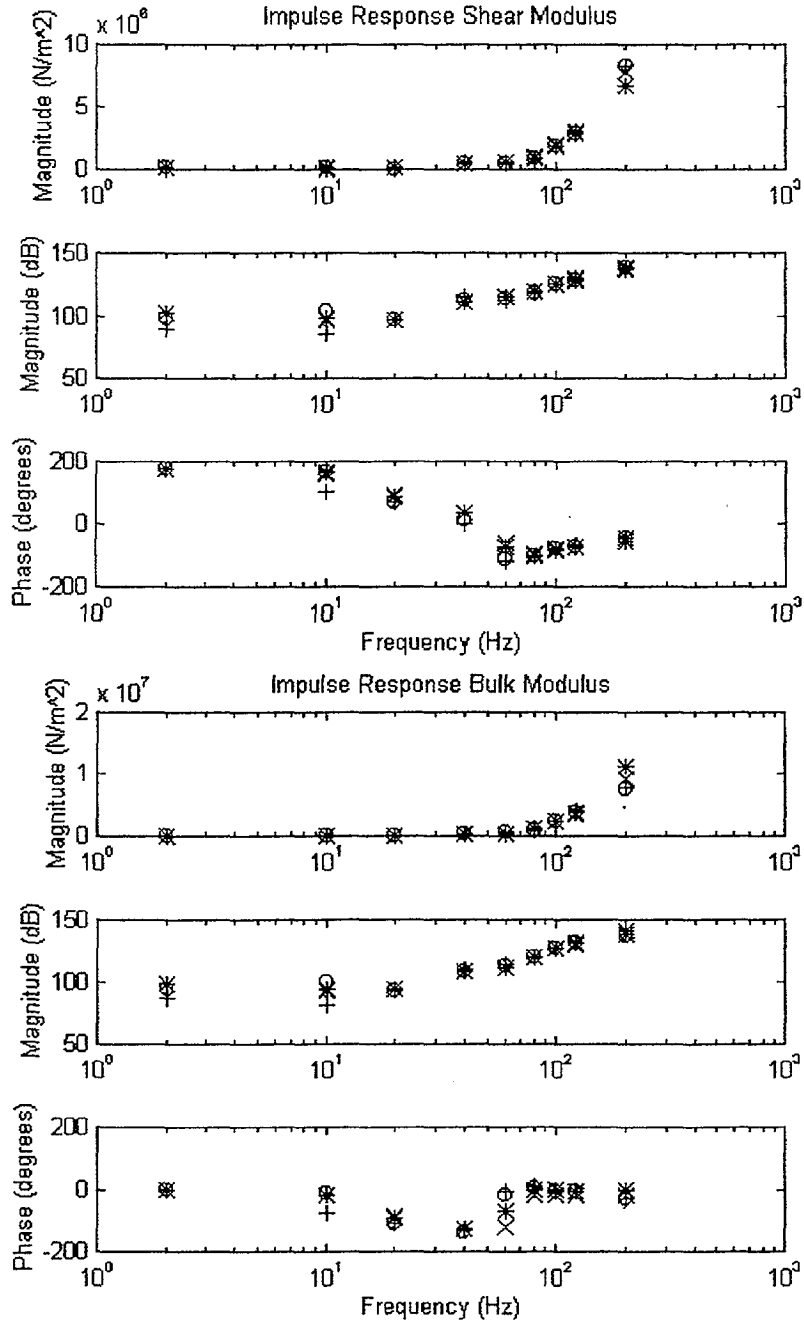 x 10^6 Impulse Response Shear Modulus
Magnitude (N/m^2)
10
5
0
10^0 10^1 10^2 10^3
Magnitude (dB)
150
100
50
10^0 10^1 10^2 10^3
Phase (degrees)
200
0
-200
10^0 10^1 10^2 10^3
Frequency (Hz)
x 10^7 Impulse Response Bulk Modulus
Magnitude (N/m^2)
2
1
0
10^0 10^1 10^2 10^3
Magnitude (dB)
150
100
50
10^0 10^1 10^2 10^3
Phase (degrees)
200
0
-200
10^0 10^1 10^2 10^3
Frequency (Hz)